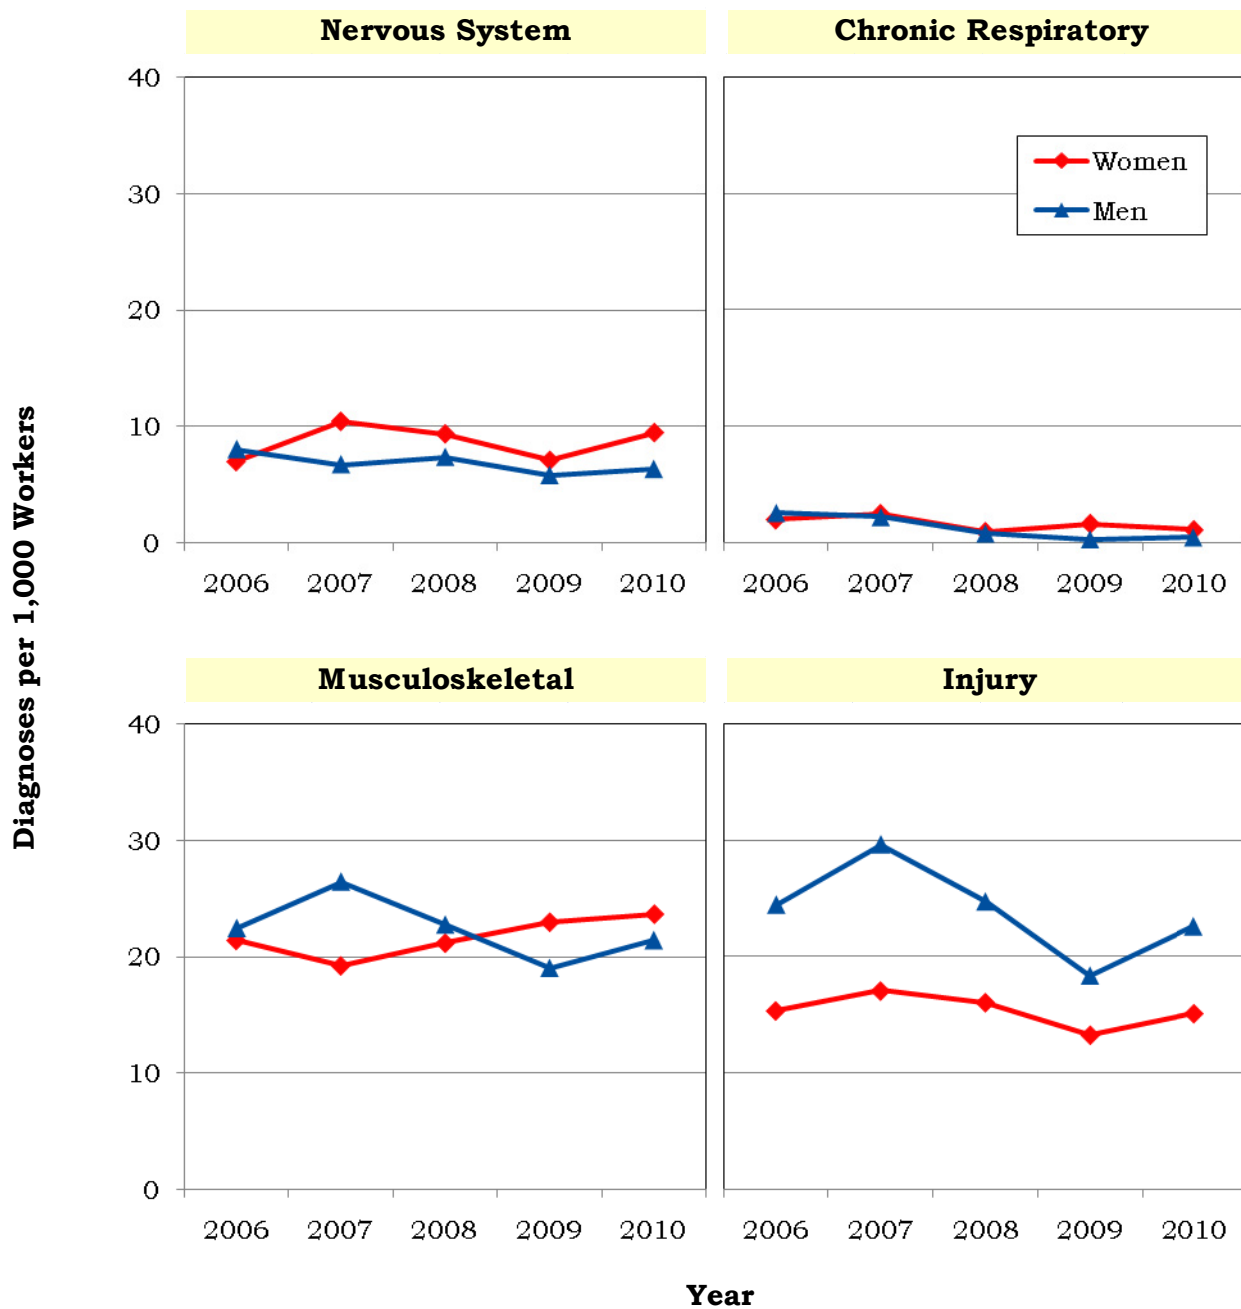 Nervous System
Chronic Respiratory
40
30
20
10
0
Women
Men
2006 2007 2008 2009 2010
2006 2007 2008 2009 2010
Diagnoses per 1,000 Workers
Musculoskeletal
Injury
40
30
20
10
0
2006 2007 2008 2009 2010
2006 2007 2008 2009 2010
Year